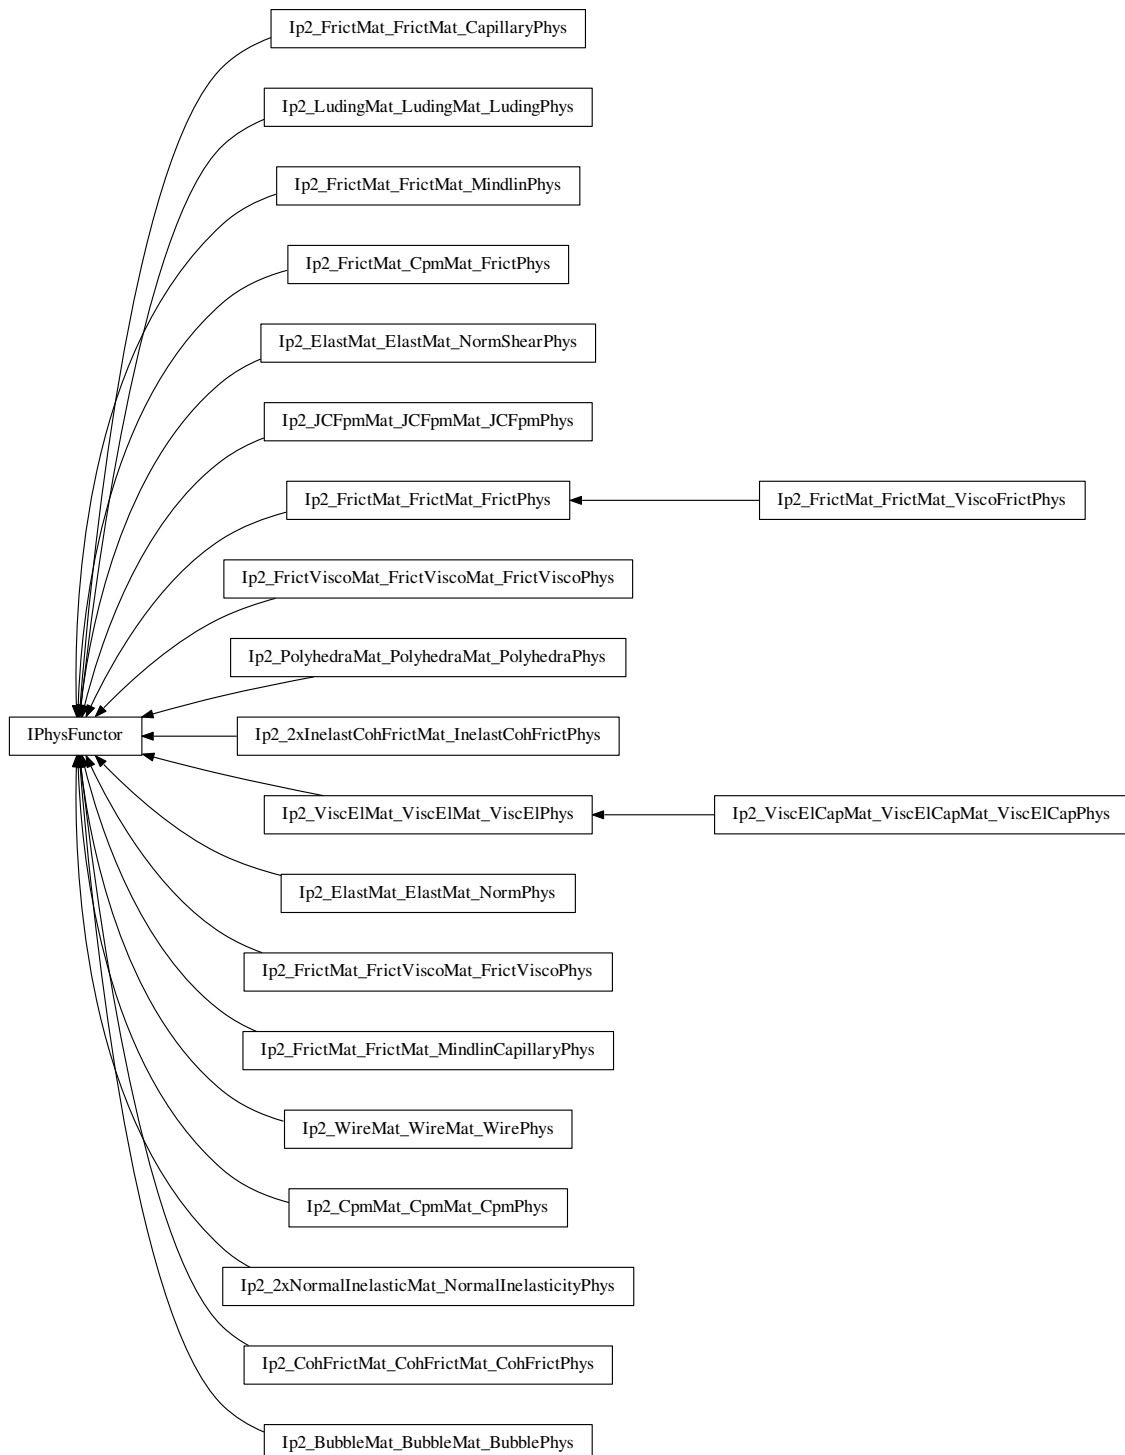 Ip2_FrictMat_FrictMat_CapillaryPhys
Ip2_LudingMat_LudingMat_LudingPhys
Ip2_FrictMat_FrictMat_MindlinPhys
Ip2_FrictMat_CpmMat_FrictPhys
Ip2_ElastMat_ElastMat_NormShearPhys
Ip2_JCFpmMat_JCFpmMat_JCFpmPhys
Ip2_FrictMat_FrictMat_FrictPhys
Ip2_FrictMat_FrictMat_ViscoFrictPhys
Ip2_FrictViscoMat_FrictViscoMat_FrictViscoPhys
Ip2_PolyhedraMat_PolyhedraMat_PolyhedraPhys
IPhysFunctor
Ip2_2xInelastCohFrictMat_InelastCohFrictPhys
Ip2_ViscElMat_ViscElMat_ViscElPhys
Ip2_ViscElCapMat_ViscElCapMat_ViscElCapPhys
Ip2_ElastMat_ElastMat_NormPhys
Ip2_FrictMat_FrictViscoMat_FrictViscoPhys
Ip2_FrictMat_FrictMat_MindlinCapillaryPhys
Ip2_WireMat_WireMat_WirePhys
Ip2_CpmMat_CpmMat_CpmPhys
Ip2_2xNormalInelasticMat_NormalInelasticityPhys
Ip2_CohFrictMat_CohFrictMat_CohFrictPhys
Ip2_BubbleMat_BubbleMat_BubblePhys